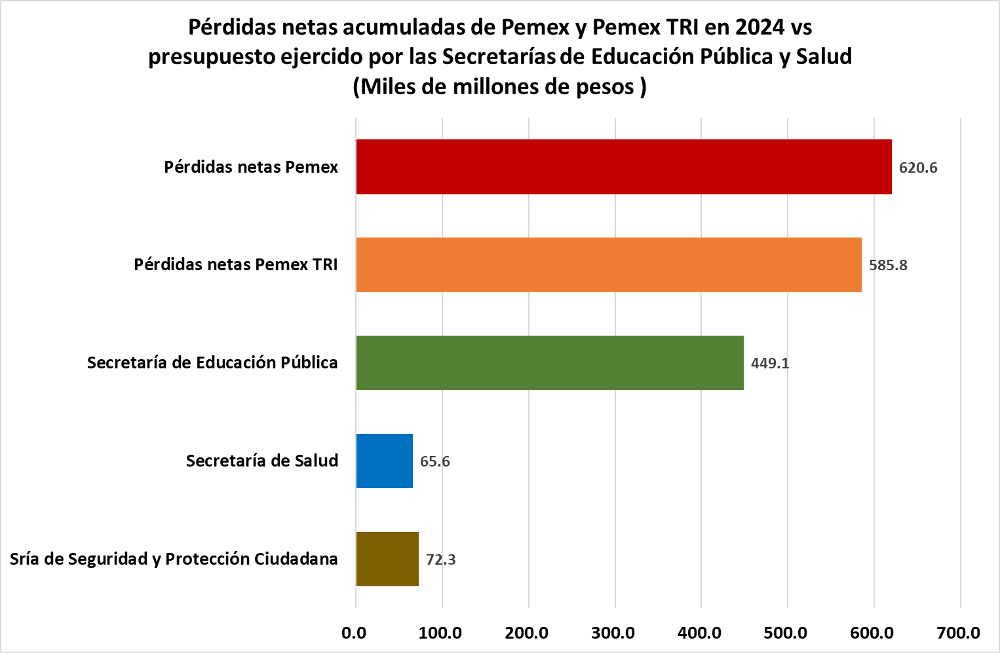 Pérdidas netas acumuladas de Pemex y Pemex TRI en 2024 vs
presupuesto ejercido por las Secretarías de Educación Pública y Salud
(Miles de millones de pesos )
Pérdidas netas Pemex
620.6
Pérdidas netas Pemex TRI
585.8
Secretaría de Educación Pública
449.1
Secretaría de Salud
65.6
Sría de Seguridad y Protección Ciudadana
72.3
0.0 100.0 200.0 300.0 400.0 500.0 600.0 700.0